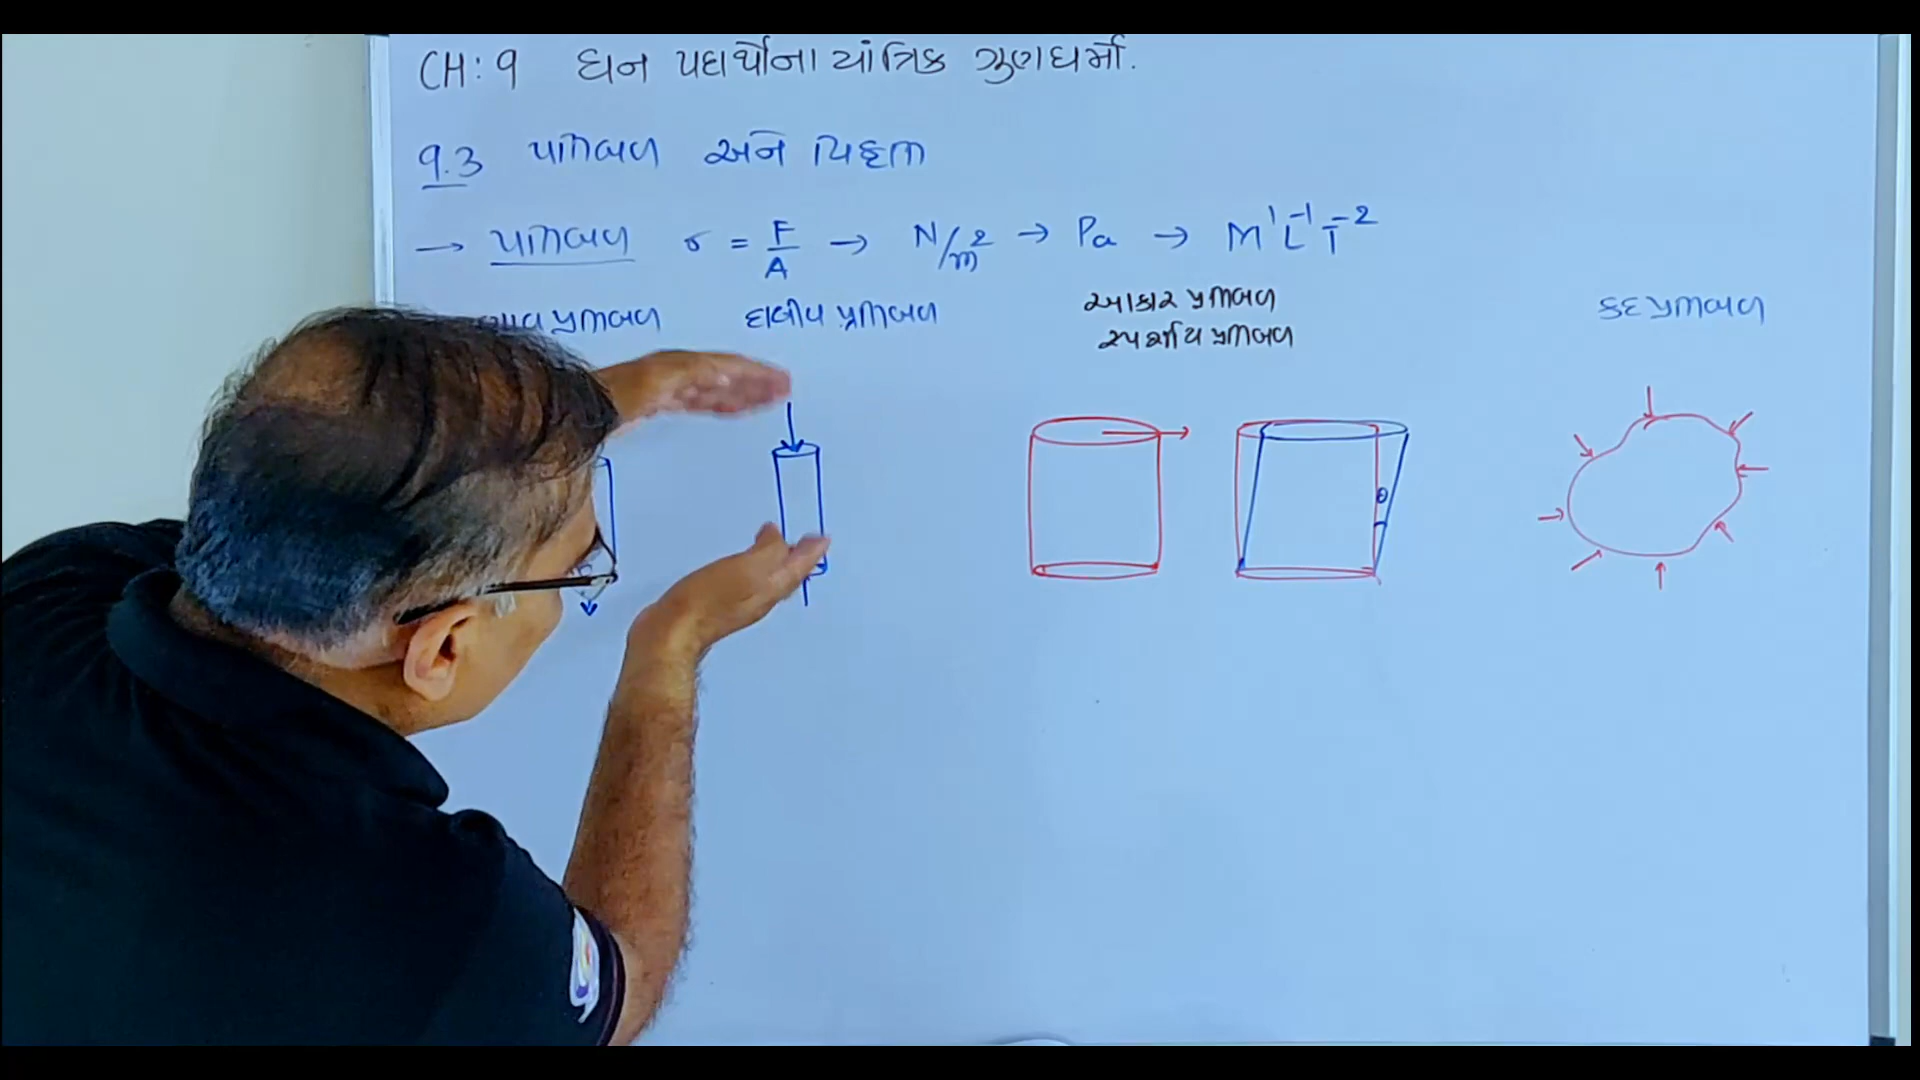 CH: 9 ઘન પદાર્થોના યાંત્રિક ગુણધર્મો.
9.3 પ્રતિબળ અને વિકૃતિ
→ પ્રતિબળ σ = F/A → N/m² → Pa → M¹L⁻¹T⁻²
પ્રતિબળ દાબીય પ્રતિબળ આકાર પ્રતિબળ કદ પ્રતિબળ
સ્પર્શીય પ્રતિબળ
θ